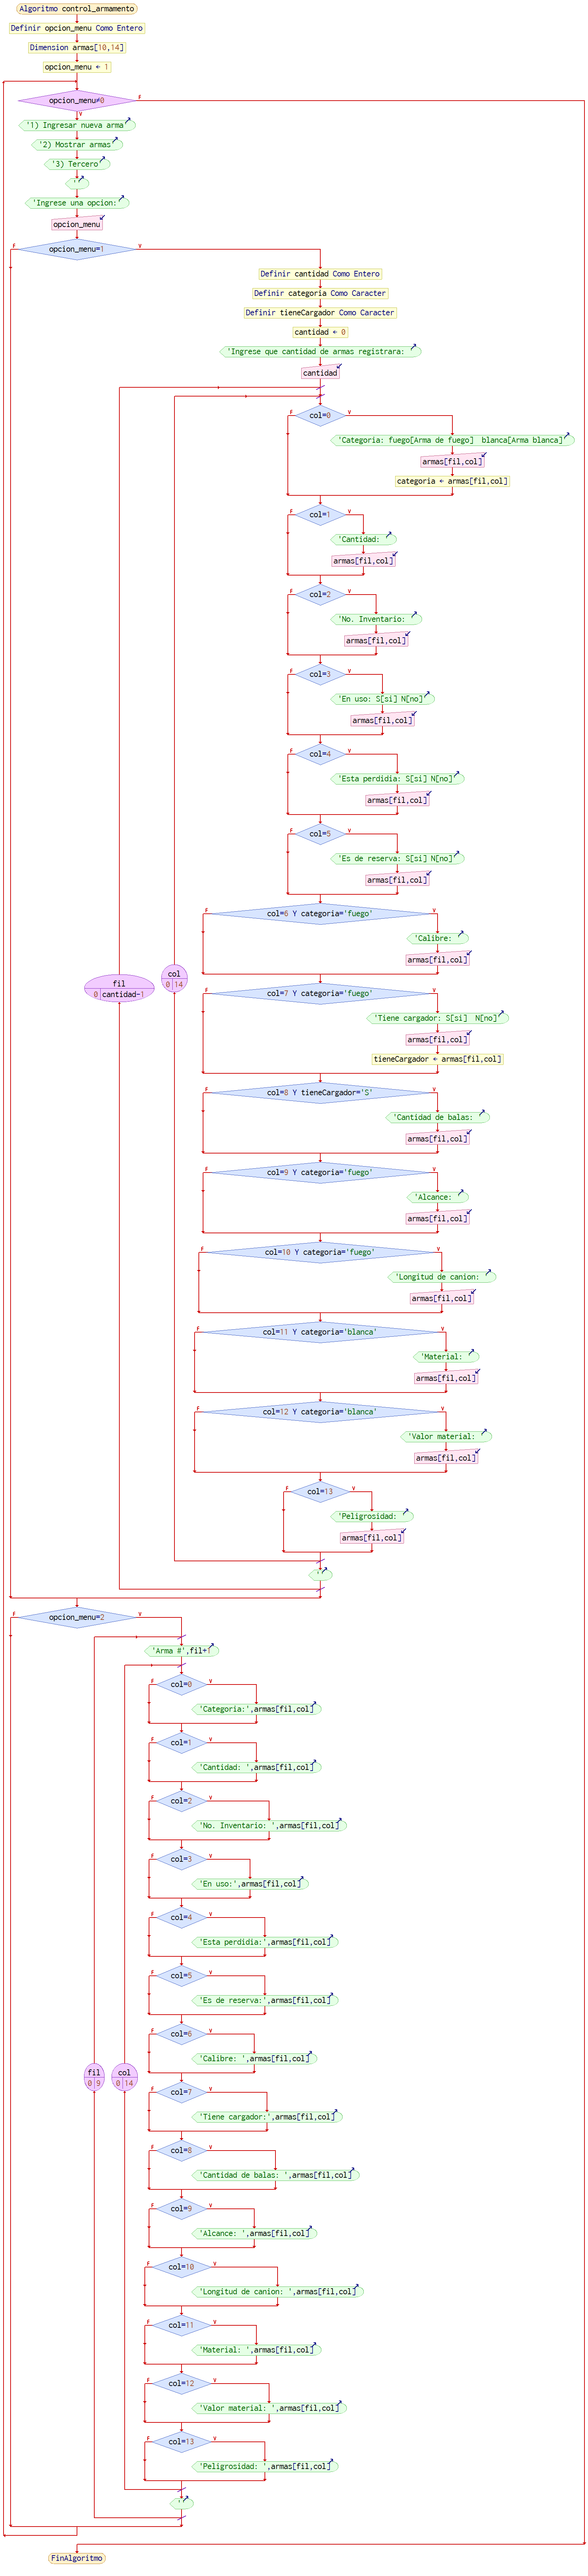 Algoritmo control_armamento
Definir opcion_menu Como Entero
Dimension armas[10,14]
opcion_menu ← 1
opcion_menu≠0
F
V
'1) Ingresar nueva arma'
'2) Mostrar armas'
'3) Tercero'
''
'Ingrese una opcion:'
opcion_menu
opcion_menu=1
F
V
Definir cantidad Como Entero
Definir categoria Como Caracter
Definir tieneCargador Como Caracter
cantidad ← 0
'Ingrese que cantidad de armas registrara: '
cantidad
col=0
F
V
'Categoria: fuego[Arma de fuego]  blanca[Arma blanca]'
armas[fil,col]
categoria ← armas[fil,col]
col=1
F
V
'Cantidad: '
armas[fil,col]
col=2
F
V
'No. Inventario: '
armas[fil,col]
col=3
F
V
'En uso: S[si] N[no]'
armas[fil,col]
col=4
F
V
'Esta perdidia: S[si] N[no]'
armas[fil,col]
col=5
F
V
'Es de reserva: S[si] N[no]'
armas[fil,col]
col=6 Y categoria='fuego'
F
V
'Calibre: '
armas[fil,col]
fil
0 cantidad-1
col
0 14
col=7 Y categoria='fuego'
F
V
'Tiene cargador: S[si]  N[no]'
armas[fil,col]
tieneCargador ← armas[fil,col]
col=8 Y tieneCargador='S'
F
V
'Cantidad de balas: '
armas[fil,col]
col=9 Y categoria='fuego'
F
V
'Alcance: '
armas[fil,col]
col=10 Y categoria='fuego'
F
V
'Longitud de canion: '
armas[fil,col]
col=11 Y categoria='blanca'
F
V
'Material: '
armas[fil,col]
col=12 Y categoria='blanca'
F
V
'Valor material: '
armas[fil,col]
col=13
F
V
'Peligrosidad: '
armas[fil,col]
''
opcion_menu=2
F
V
'Arma #',fil+1
col=0
F
V
'Categoria:',armas[fil,col]
col=1
F
V
'Cantidad: ',armas[fil,col]
col=2
F
V
'No. Inventario: ',armas[fil,col]
col=3
F
V
'En uso:',armas[fil,col]
col=4
F
V
'Esta perdidia:',armas[fil,col]
col=5
F
V
'Es de reserva:',armas[fil,col]
col=6
F
V
'Calibre: ',armas[fil,col]
fil
0 9
col
0 14
col=7
F
V
'Tiene cargador:',armas[fil,col]
col=8
F
V
'Cantidad de balas: ',armas[fil,col]
col=9
F
V
'Alcance: ',armas[fil,col]
col=10
F
V
'Longitud de canion: ',armas[fil,col]
col=11
F
V
'Material: ',armas[fil,col]
col=12
F
V
'Valor material: ',armas[fil,col]
col=13
F
V
'Peligrosidad: ',armas[fil,col]
''
FinAlgoritmo